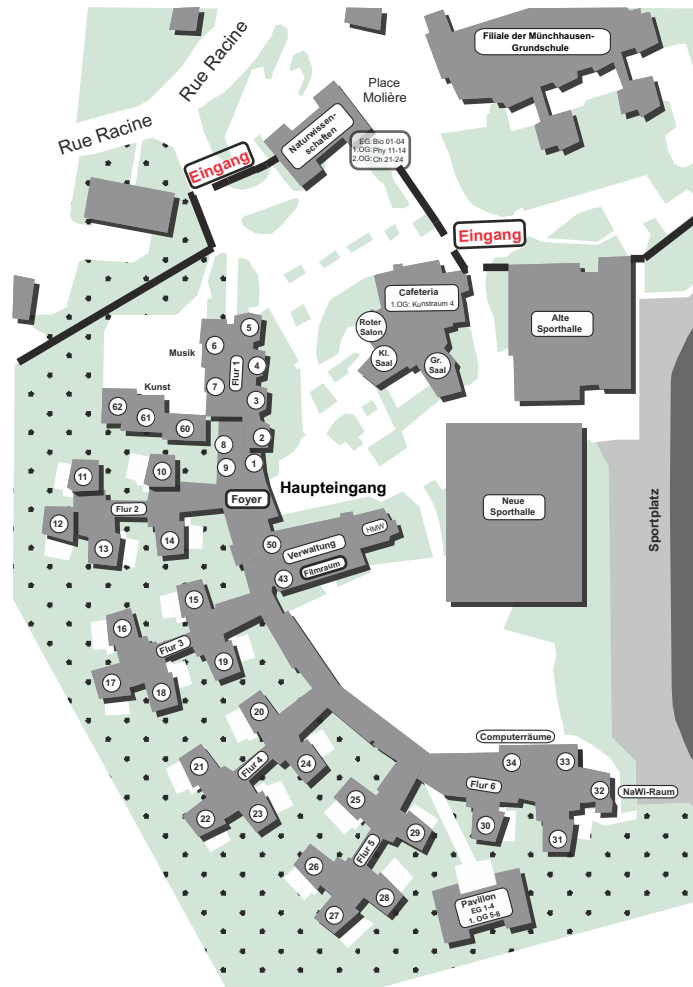 Filiale der Münchhausen-
Grundschule
Rue Racine
Place
Molière
Rue Racine
Naturwissen-
schaften
EG: Bio 01-04
1.OG: Phy 11-14
2.OG: Ch 21-24
Eingang
Eingang
Cafeteria
1.OG: Kunstraum 4
Roter
Salon
Kl.
Saal
Gr.
Saal
Alte
Sporthalle
Musik
5
6
4
Flur 1
7
3
Kunst
62
61
60
2
8
1
9
Haupteingang
Foyer
10
11
Flur 2
12
13
14
Neue
Sporthalle
Sportplatz
50
Verwaltung
HMW
43
Filmraum
15
16
Flur 3
19
17
18
20
21
Flur 4
24
22
23
Computerräume
34
33
Flur 6
32
NaWi-Raum
30
31
25
29
Flur 5
26
28
27
Pavillon
EG 1-4
1. OG 5-8